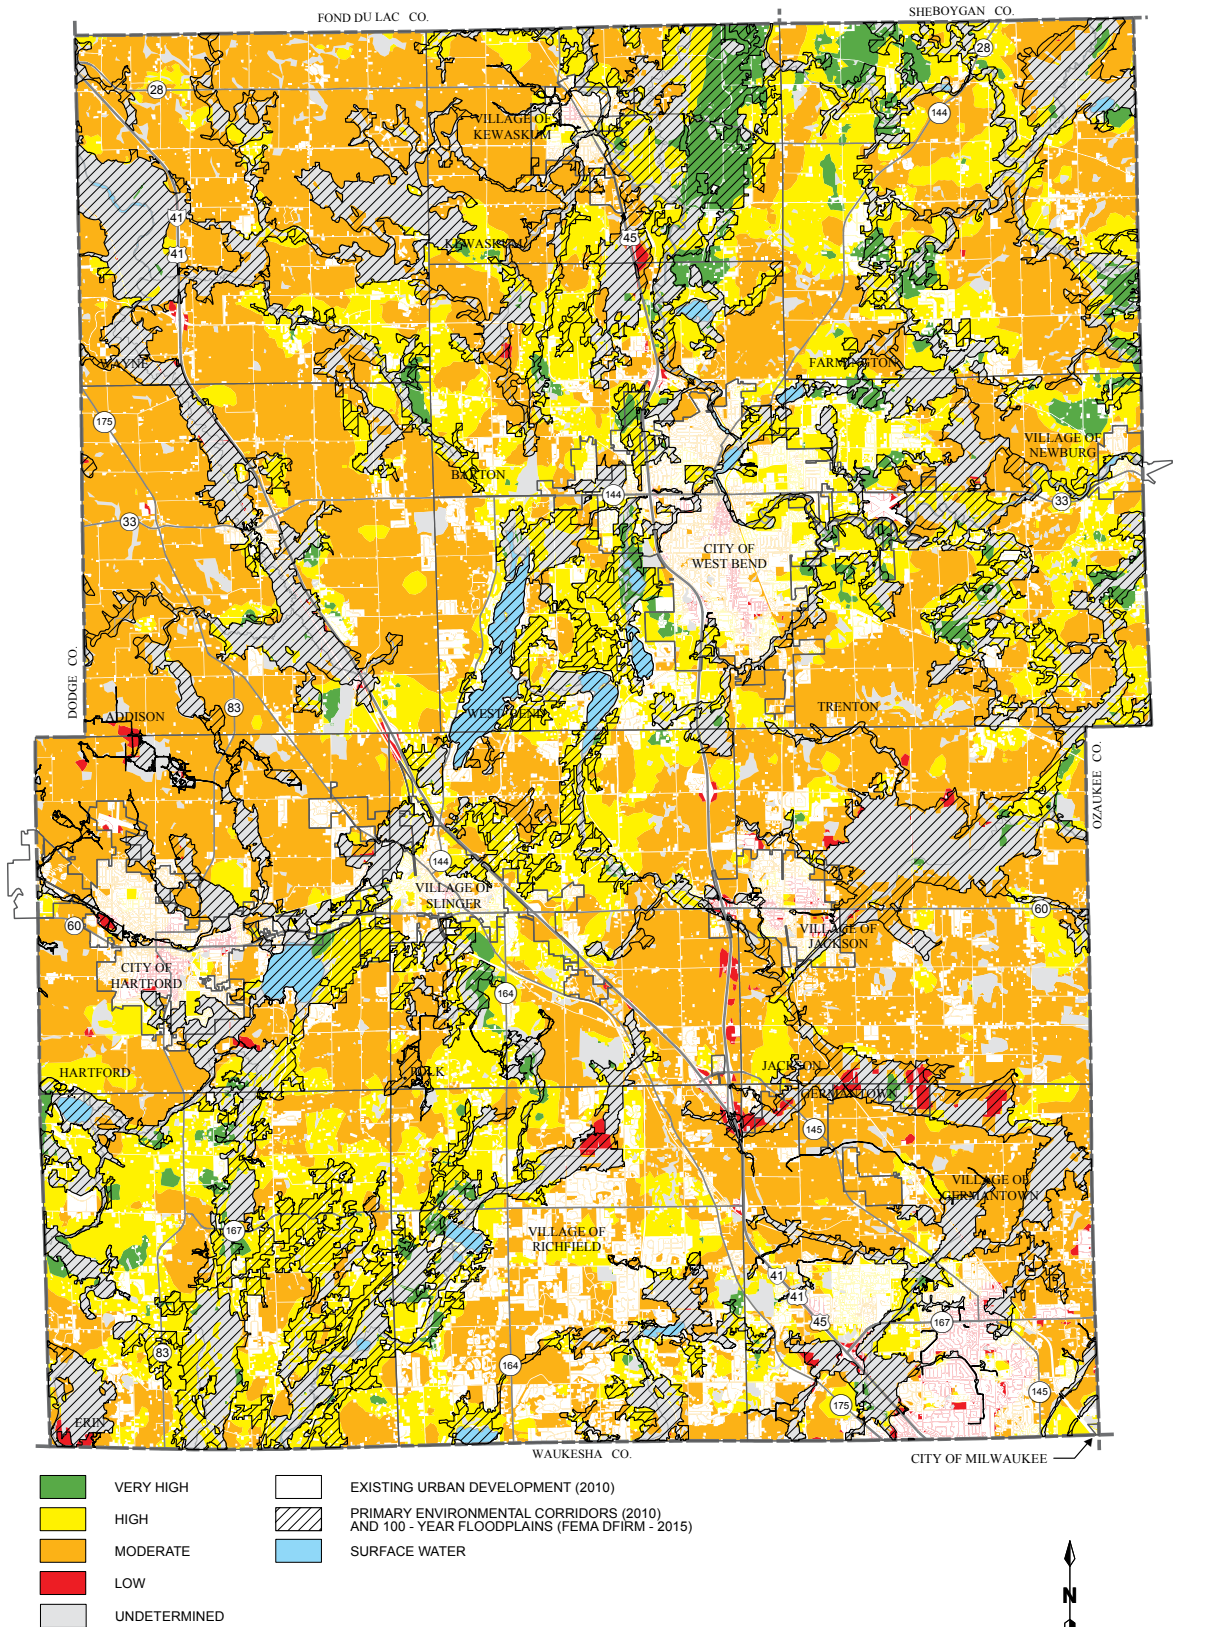 FOND DU LAC CO.
SHEBOYGAN CO.
28
28
144
VILLAGE OF
KEWASKUM
41
45
KEWASKUM
41
WAYNE
FARMINGTON
175
VILLAGE OF
NEWBURG
BARTON
144
33
33
CITY OF
WEST BEND
DODGE CO.
83
WEST BEND
TRENTON
ADDISON
OZAUKEE CO.
144
VILLAGE OF
SLINGER
60
60
VILLAGE OF
JACKSON
CITY OF
HARTFORD
164
HARTFORD
POLK
JACKSON
GERMANTOWN
145
VILLAGE OF
GERMANTOWN
167
VILLAGE OF
RICHFIELD
41
41
45
167
83
164
145
175
ERIN
WAUKESHA CO.
CITY OF MILWAUKEE
VERY HIGH
HIGH
MODERATE
LOW
UNDETERMINED
EXISTING URBAN DEVELOPMENT (2010)
PRIMARY ENVIRONMENTAL CORRIDORS (2010)
AND 100 - YEAR FLOODPLAINS (FEMA DFIRM - 2015)
SURFACE WATER
N